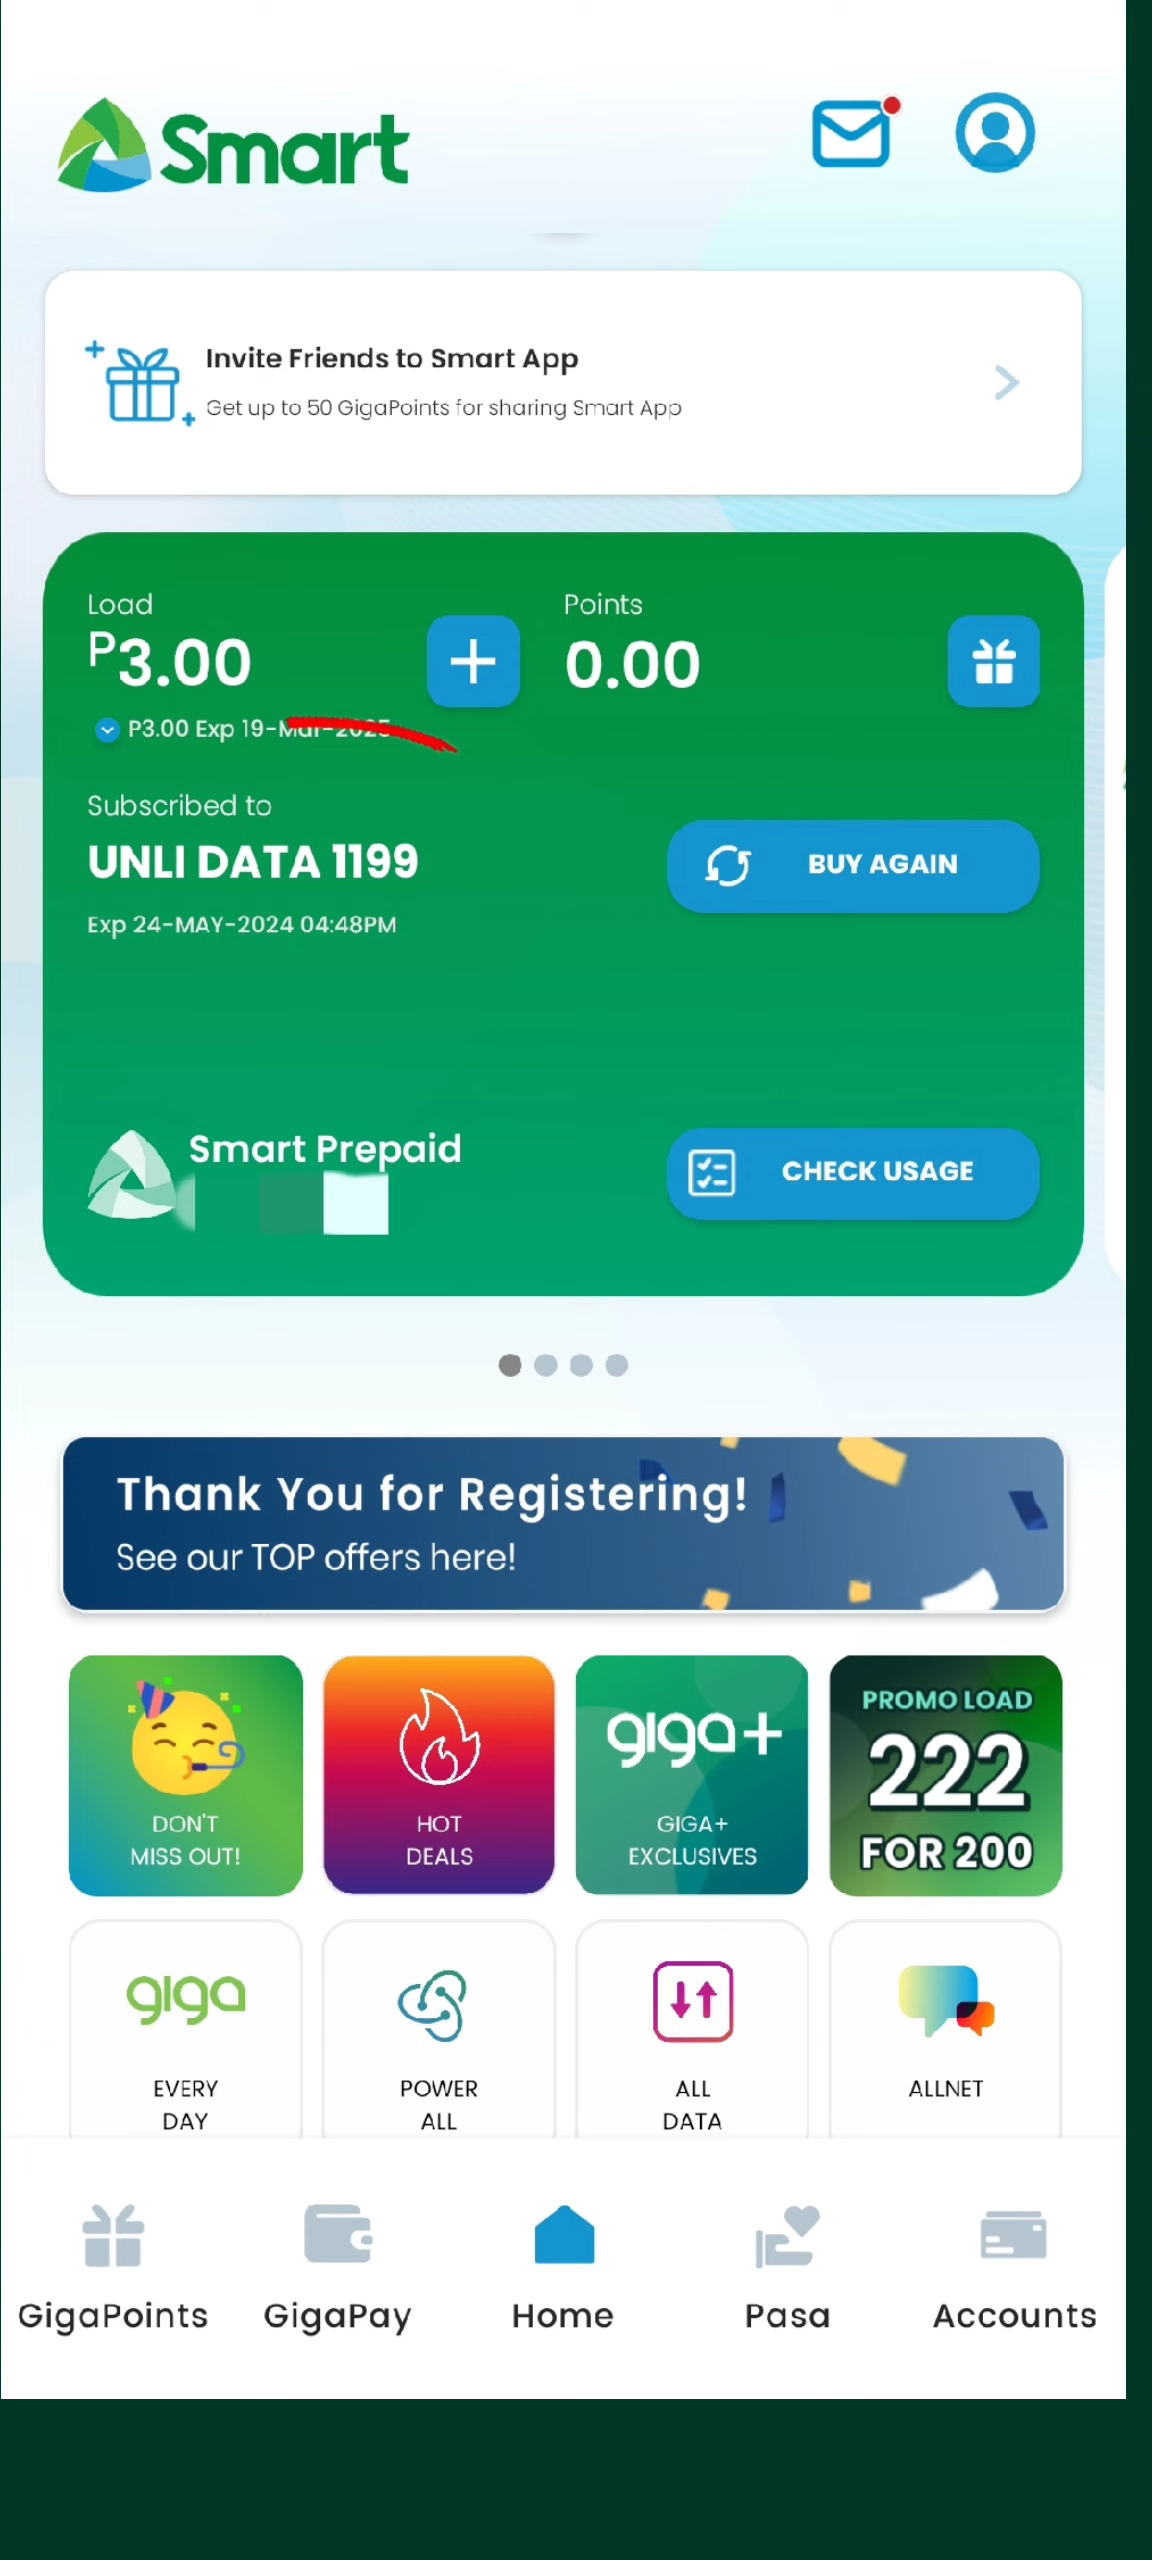 Smart
Invite Friends to Smart App
Get up to 50 GigaPoints for sharing Smart App
Load
Points
P3.00
0.00
P3.00 Exp 19-Mar-2025
Subscribed to
UNLI DATA 1199
BUY AGAIN
Exp 24-MAY-2024 04:48PM
Smart Prepaid
CHECK USAGE
Thank You for Registering!
See our TOP offers here!
DON'T
MISS OUT!
HOT
DEALS
giga+
GIGA+
EXCLUSIVES
PROMO LOAD
222
FOR 200
giga
EVERY
DAY
POWER
ALL
ALL
DATA
ALLNET
GigaPoints
GigaPay
Home
Pasa
Accounts